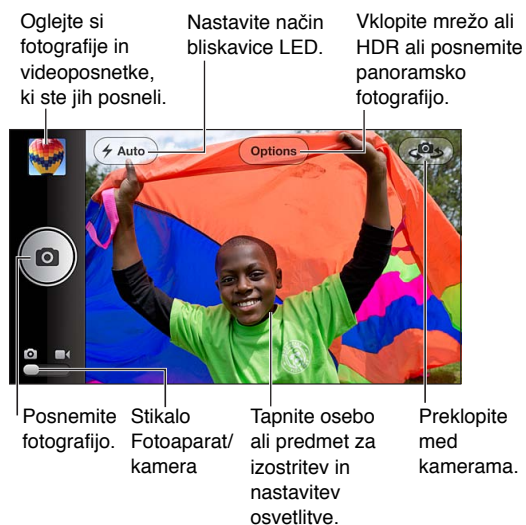 Oglejte si
fotografije in
videoposnetke,
ki ste jih posneli.
Nastavite način
bliskavice LED.
Vklopite mrežo ali
HDR ali posnemite
panoramsko
fotografijo.
Auto
Options
Posnemite
fotografijo.
Stikalo
Fotoaparat/
kamera
Tapnite osebo
ali predmet za
izostritev in
nastavitev
osvetlitve.
Preklopite
med
kamerama.